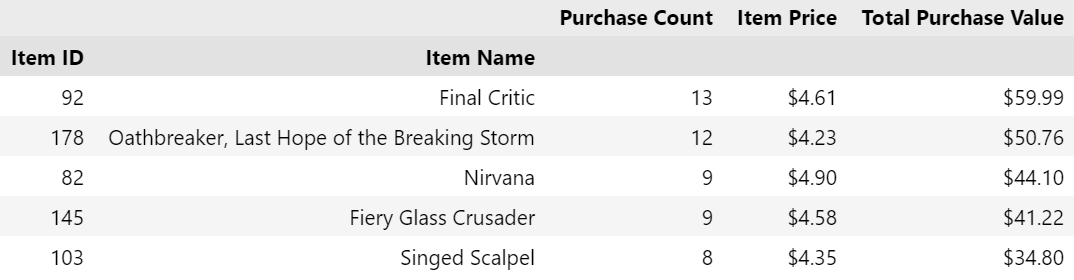 Purchase Count Item Price Total Purchase Value
Item ID Item Name
92 Final Critic 13 $4.61 $59.99
178 Oathbreaker, Last Hope of the Breaking Storm 12 $4.23 $50.76
82 Nirvana 9 $4.90 $44.10
145 Fiery Glass Crusader 9 $4.58 $41.22
103 Singed Scalpel 8 $4.35 $34.80